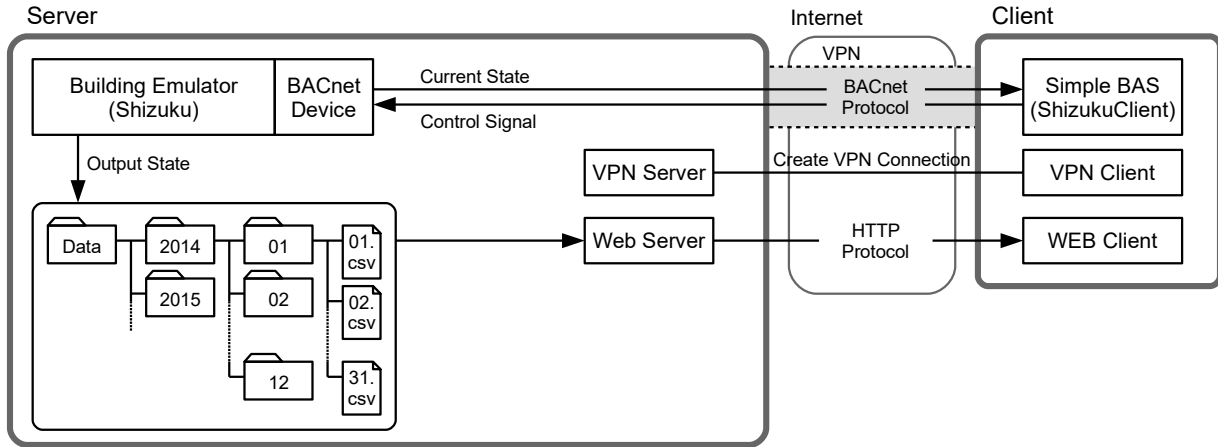 Server
Internet
Client
VPN
Building Emulator
(Shizuku)
BACnet
Device
Current State
Control Signal
BACnet
Protocol
Simple BAS
(ShizukuClient)
Output State
VPN Server
Create VPN Connection
VPN Client
Web Server
HTTP
Protocol
WEB Client
Data
2014
01
01.
csv
2015
02
02.
csv
12
31.
csv